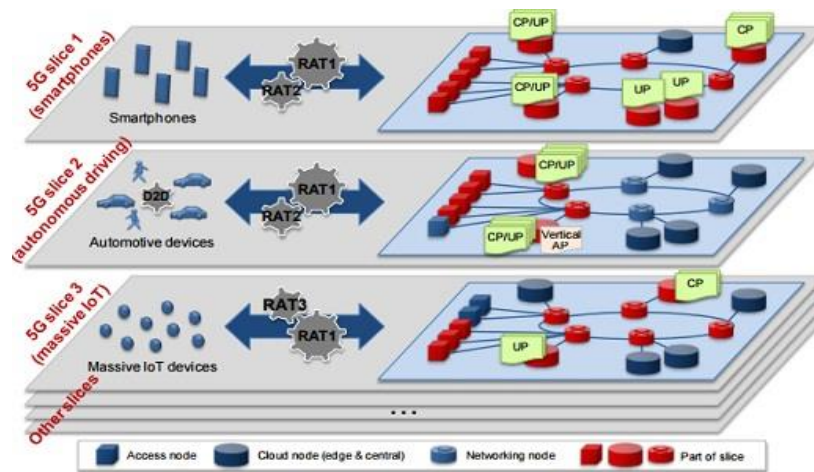 5G slice 1
(smartphones)
Smartphones
RAT1
RAT2
CP/UP
CP/UP
UP
UP
CP
5G slice 2
(autonomous driving)
D2D
Automotive devices
RAT1
RAT2
CP/UP
CP/UP
Vertical
AP
5G slice 3
(massive IoT)
Massive IoT devices
RAT3
RAT1
UP
CP
Other slices
...
Access node
Cloud node (edge & central)
Networking node
Part of slice